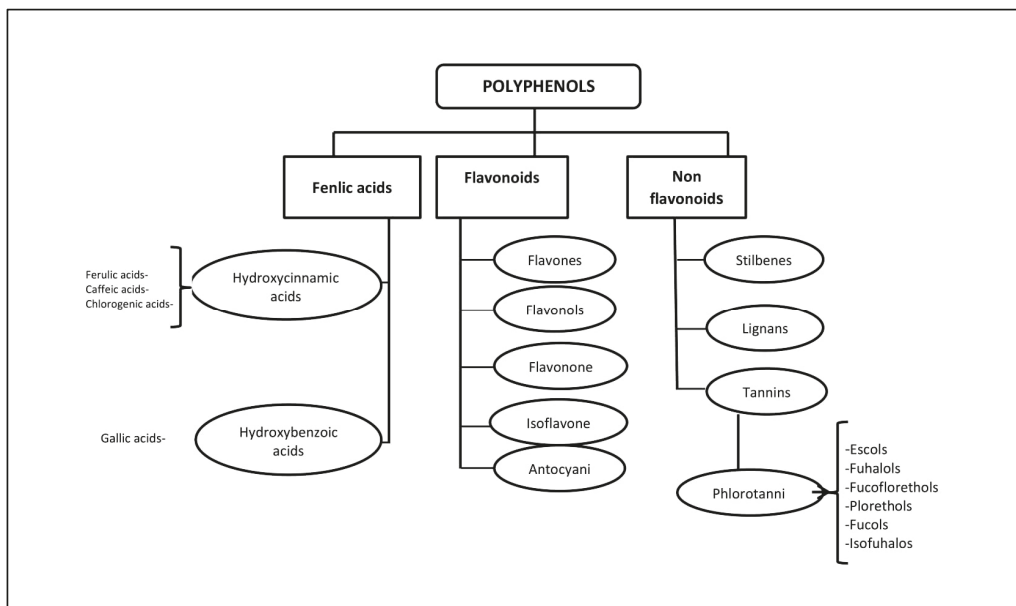 POLYPHENOLS
Fenlic acids
Flavonoids
Non
flavonoids
Ferulic acids-
Caffeic acids-
Chlorogenic acids-
Hydroxycinnamic
acids
Gallic acids-
Hydroxybenzoic
acids
Flavones
Flavonols
Flavonone
Isoflavone
Antocyani
Stilbenes
Lignans
Tannins
Phlorotanni
-Escols
-Fuhalols
-Fucoflorethols
-Plorethols
-Fucols
-Isofuhalos